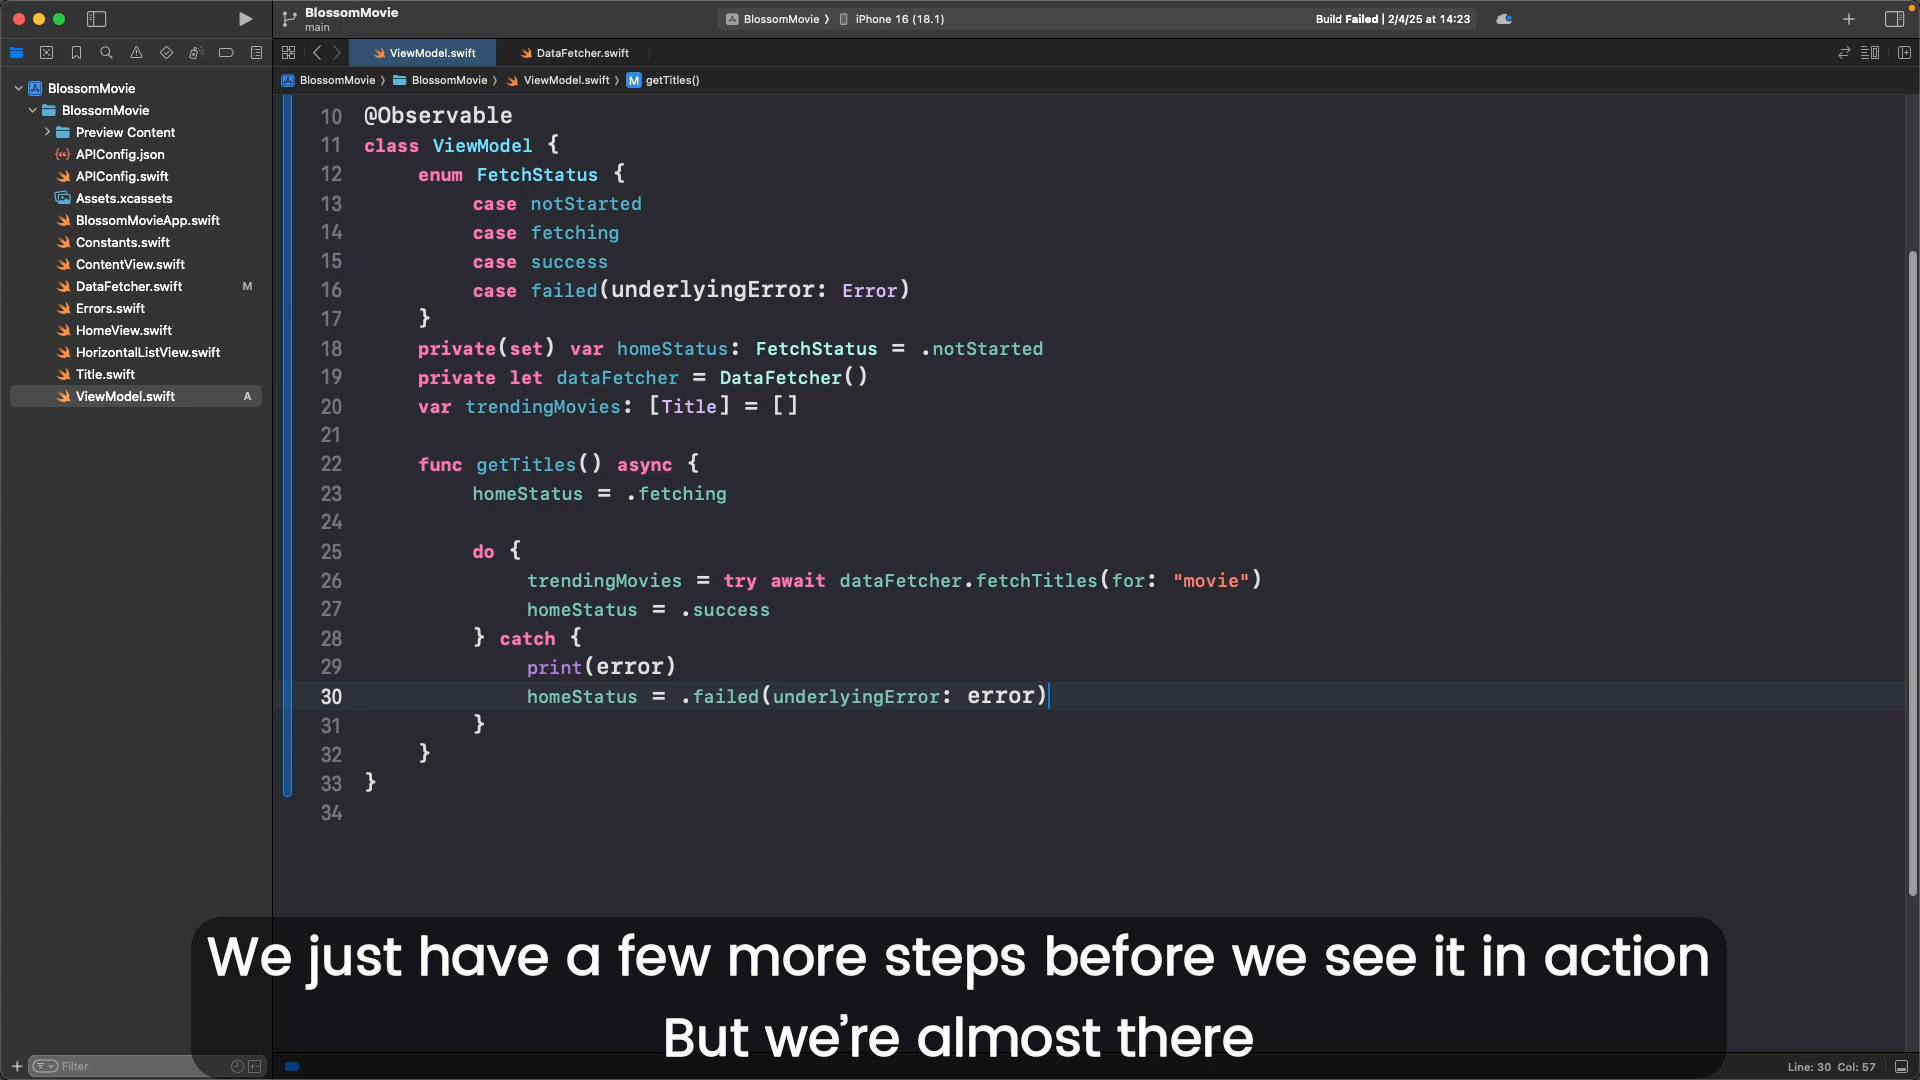 BlossomMovie
main
BlossomMovie 〉 iPhone 16 (18.1)
Build Failed | 2/4/25 at 14:23
ViewModel.swift
DataFetcher.swift
BlossomMovie 〉 BlossomMovie 〉 ViewModel.swift 〉 M getTitles()
BlossomMovie
BlossomMovie
Preview Content
APIConfig.json
APIConfig.swift
Assets.xcassets
BlossomMovieApp.swift
Constants.swift
ContentView.swift
DataFetcher.swift M
Errors.swift
HomeView.swift
HorizontalListView.swift
Title.swift
ViewModel.swift A
10 @Observable
11 class ViewModel {
12 enum FetchStatus {
13 case notStarted
14 case fetching
15 case success
16 case failed(underlyingError: Error)
17 }
18 private(set) var homeStatus: FetchStatus = .notStarted
19 private let dataFetcher = DataFetcher()
20 var trendingMovies: [Title] = []
21
22 func getTitles() async {
23 homeStatus = .fetching
24
25 do {
26 trendingMovies = try await dataFetcher.fetchTitles(for: "movie")
27 homeStatus = .success
28 } catch {
29 print(error)
30 homeStatus = .failed(underlyingError: error)
31 }
32 }
33 }
34
We just have a few more steps before we see it in action
But we’re almost there
Filter
Line: 30 Col: 57